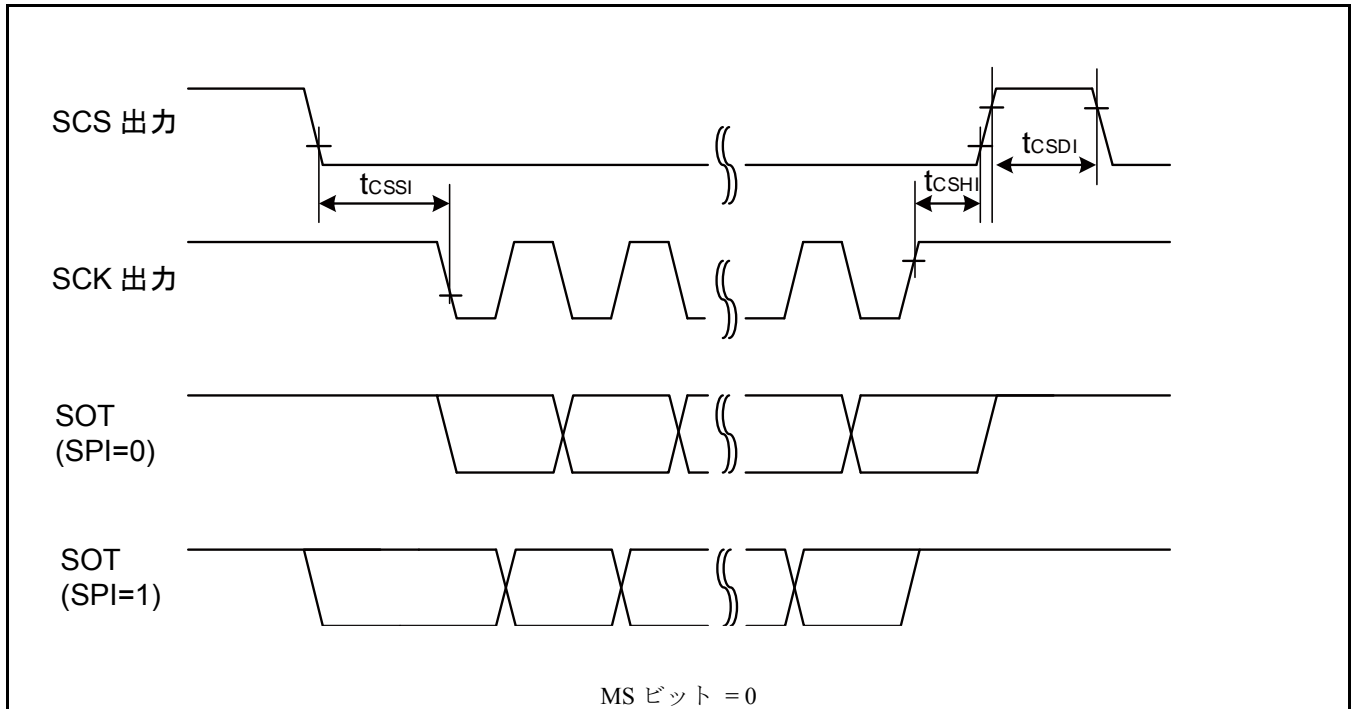 SCS 出力
tCSSI
tCSHI
tCSDI
SCK 出力
SOT
(SPI=0)
SOT
(SPI=1)
MS ビット = 0